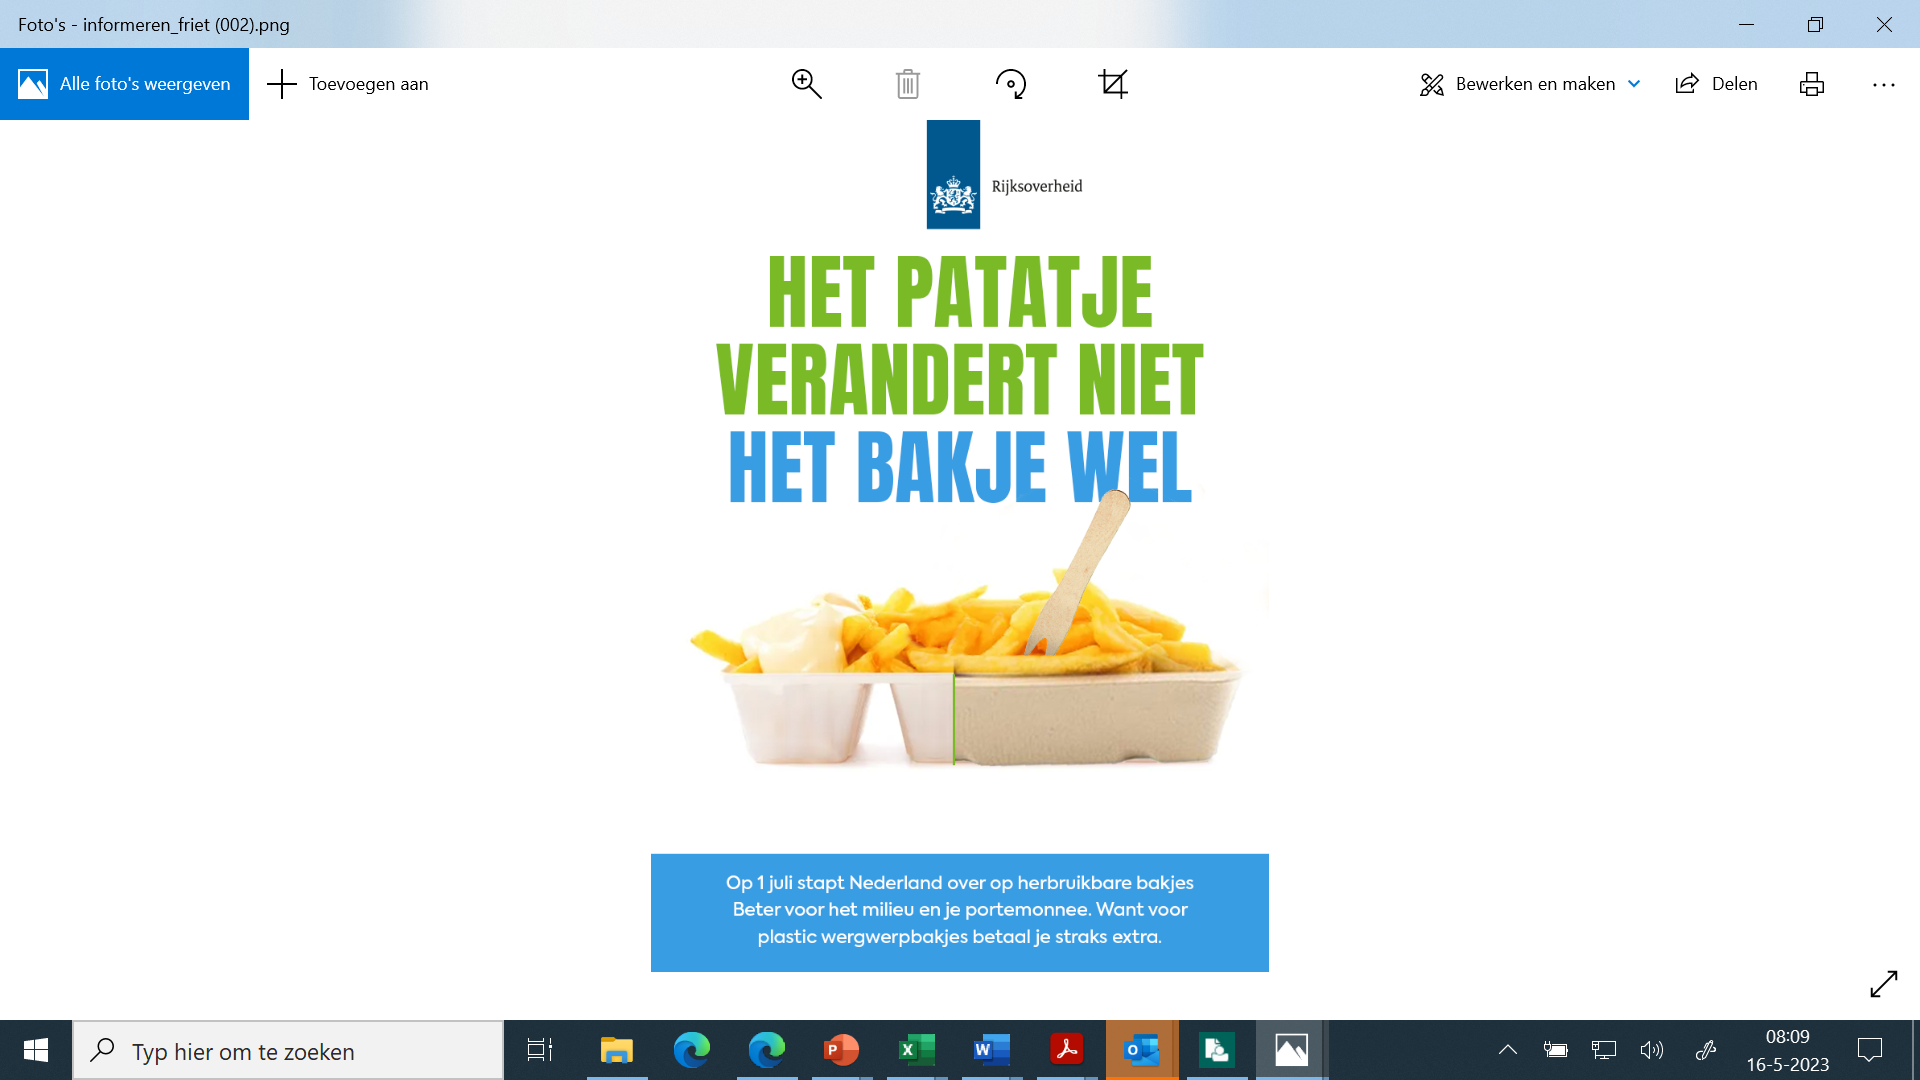 Foto's - informeren_friet (002).png
Alle foto's weergeven
Toevoegen aan
Bewerken en maken
Delen
Rijksoverheid
HET PATATJE
VERANDERT NIET
HET BAKJE WEL
Op 1 juli stapt Nederland over op herbruikbare bakjes
Beter voor het milieu en je portemonnee. Want voor
plastic wergwerpbakjes betaal je straks extra.
Typ hier om te zoeken
08:09
16-5-2023